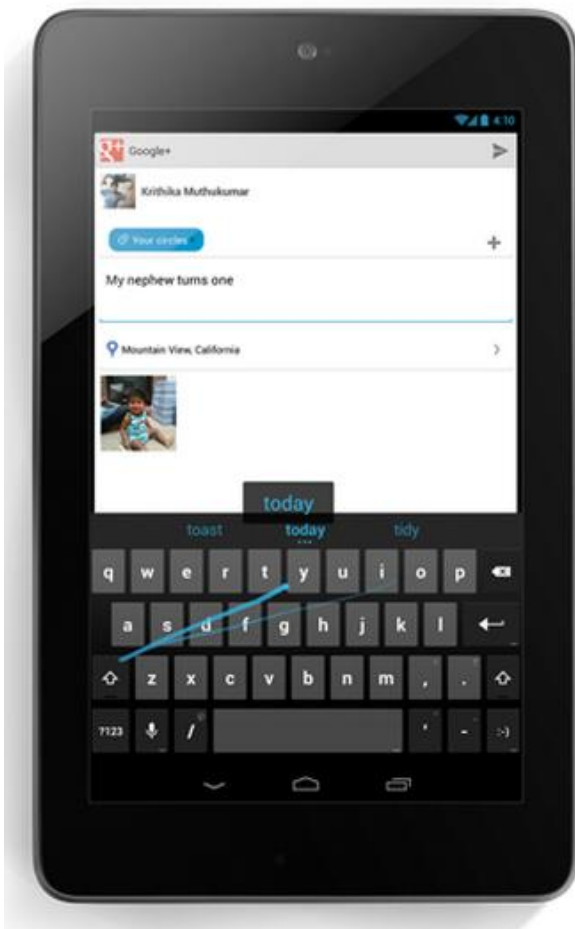 4:10
Google+
Krithika Muthukumar
Your circles
My nephew turns one
Mountain View, California
today
toast today tidy
q w e r t y u i o p
a s d f g h j k l
z x c v b n m , .
?123 / ' - :-)